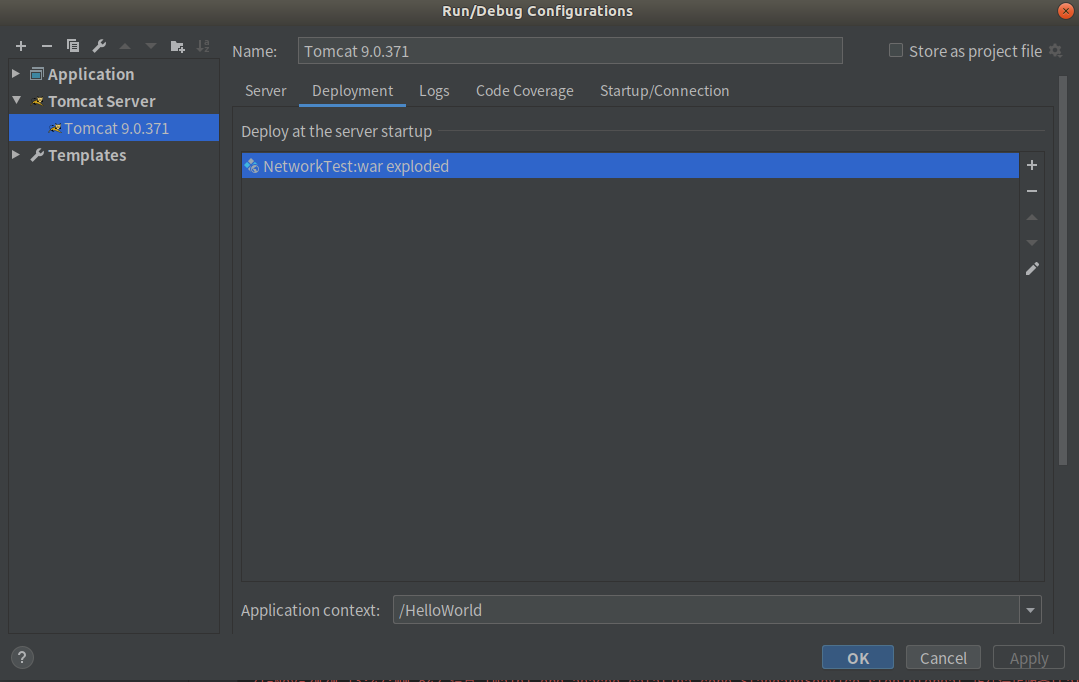 Run/Debug Configurations
Name: Tomcat 9.0.371
Store as project file
Application
Tomcat Server
Tomcat 9.0.371
Templates
Server Deployment Logs Code Coverage Startup/Connection
Deploy at the server startup
NetworkTest:war exploded
Application context: /HelloWorld
? OK Cancel Apply